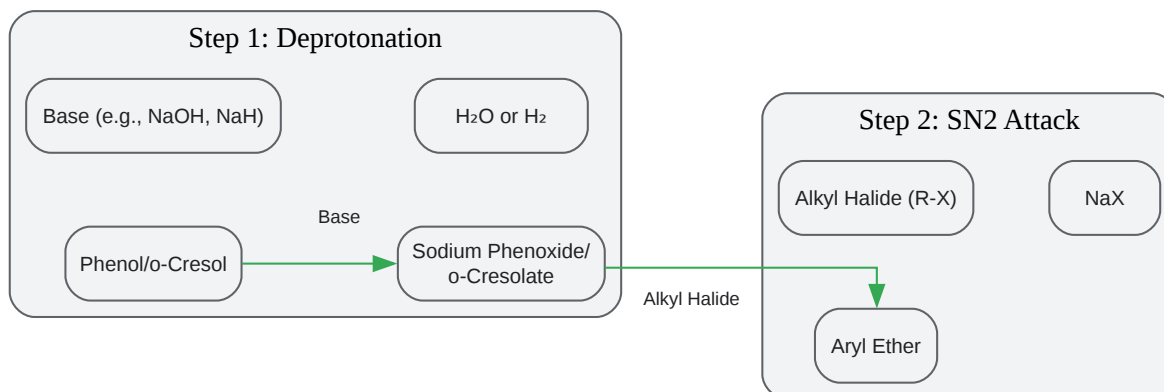 Step 1: Deprotonation
Base (e.g., NaOH, NaH)
H₂O or H₂
Base
Phenol/o-Cresol
Sodium Phenoxide/
o-Cresolate
Alkyl Halide
Step 2: SN2 Attack
Alkyl Halide (R-X)
NaX
Aryl Ether